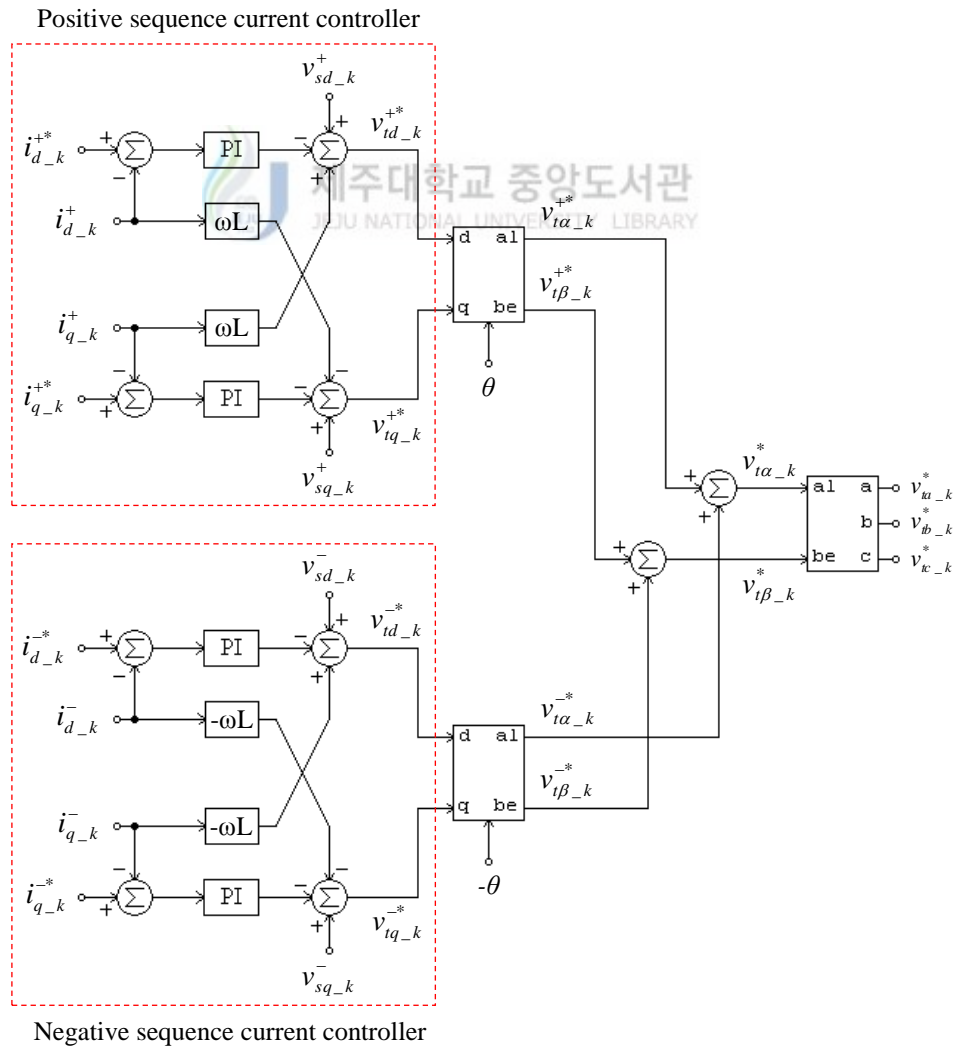 Positive sequence current controller
v⁺_{sd_k}
i⁺*_{d_k}
+
−
Σ
PI
−
+
+
Σ
v⁺*_{td_k}
i⁺_{d_k}
ωL
제주대학교 중앙도서관
JEJU NATIONAL UNIVERSITY LIBRARY
v⁺*_{tα_k}
d al
v⁺*_{tβ_k}
q be
θ
i⁺_{q_k}
ωL
i⁺*_{q_k}
−
+
Σ
PI
−
−
+
Σ
v⁺*_{tq_k}
v⁺_{sq_k}
+
+
Σ
v*_{tα_k}
al a v*_{ta_k}
b v*_{tb_k}
be c v*_{tc_k}
+
+
Σ
v*_{tβ_k}
v⁻_{sd_k}
i⁻*_{d_k}
+
−
Σ
PI
−
+
+
Σ
v⁻*_{td_k}
i⁻_{d_k}
-ωL
v⁻*_{tα_k}
d al
v⁻*_{tβ_k}
q be
-θ
i⁻_{q_k}
-ωL
i⁻*_{q_k}
−
+
Σ
PI
−
−
+
Σ
v⁻*_{tq_k}
v⁻_{sq_k}
Negative sequence current controller